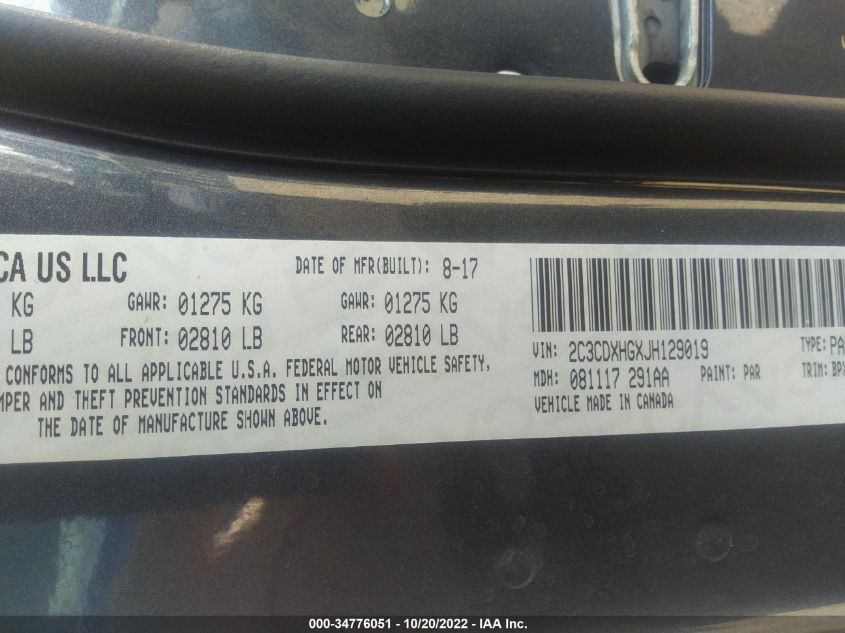 CA US LLC
DATE OF MFR(BUILT): 8-17
KG GAWR: 01275 KG GAWR: 01275 KG
LB FRONT: 02810 LB REAR: 02810 LB
CONFORMS TO ALL APPLICABLE U.S.A. FEDERAL MOTOR VEHICLE SAFETY,
MPER AND THEFT PREVENTION STANDARDS IN EFFECT ON
THE DATE OF MANUFACTURE SHOWN ABOVE.
VIN: 2C3CDXHGXJH129019 TYPE: PA
MDH: 081117 291AA PAINT: PAR TRIM: BPX
VEHICLE MADE IN CANADA
000-34776051 - 10/20/2022 - IAA Inc.